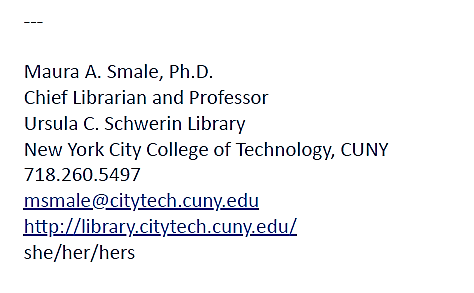 ---
Maura A. Smale, Ph.D.
Chief Librarian and Professor
Ursula C. Schwerin Library
New York City College of Technology, CUNY
718.260.5497
msmale@citytech.cuny.edu
http://library.citytech.cuny.edu/
she/her/hers